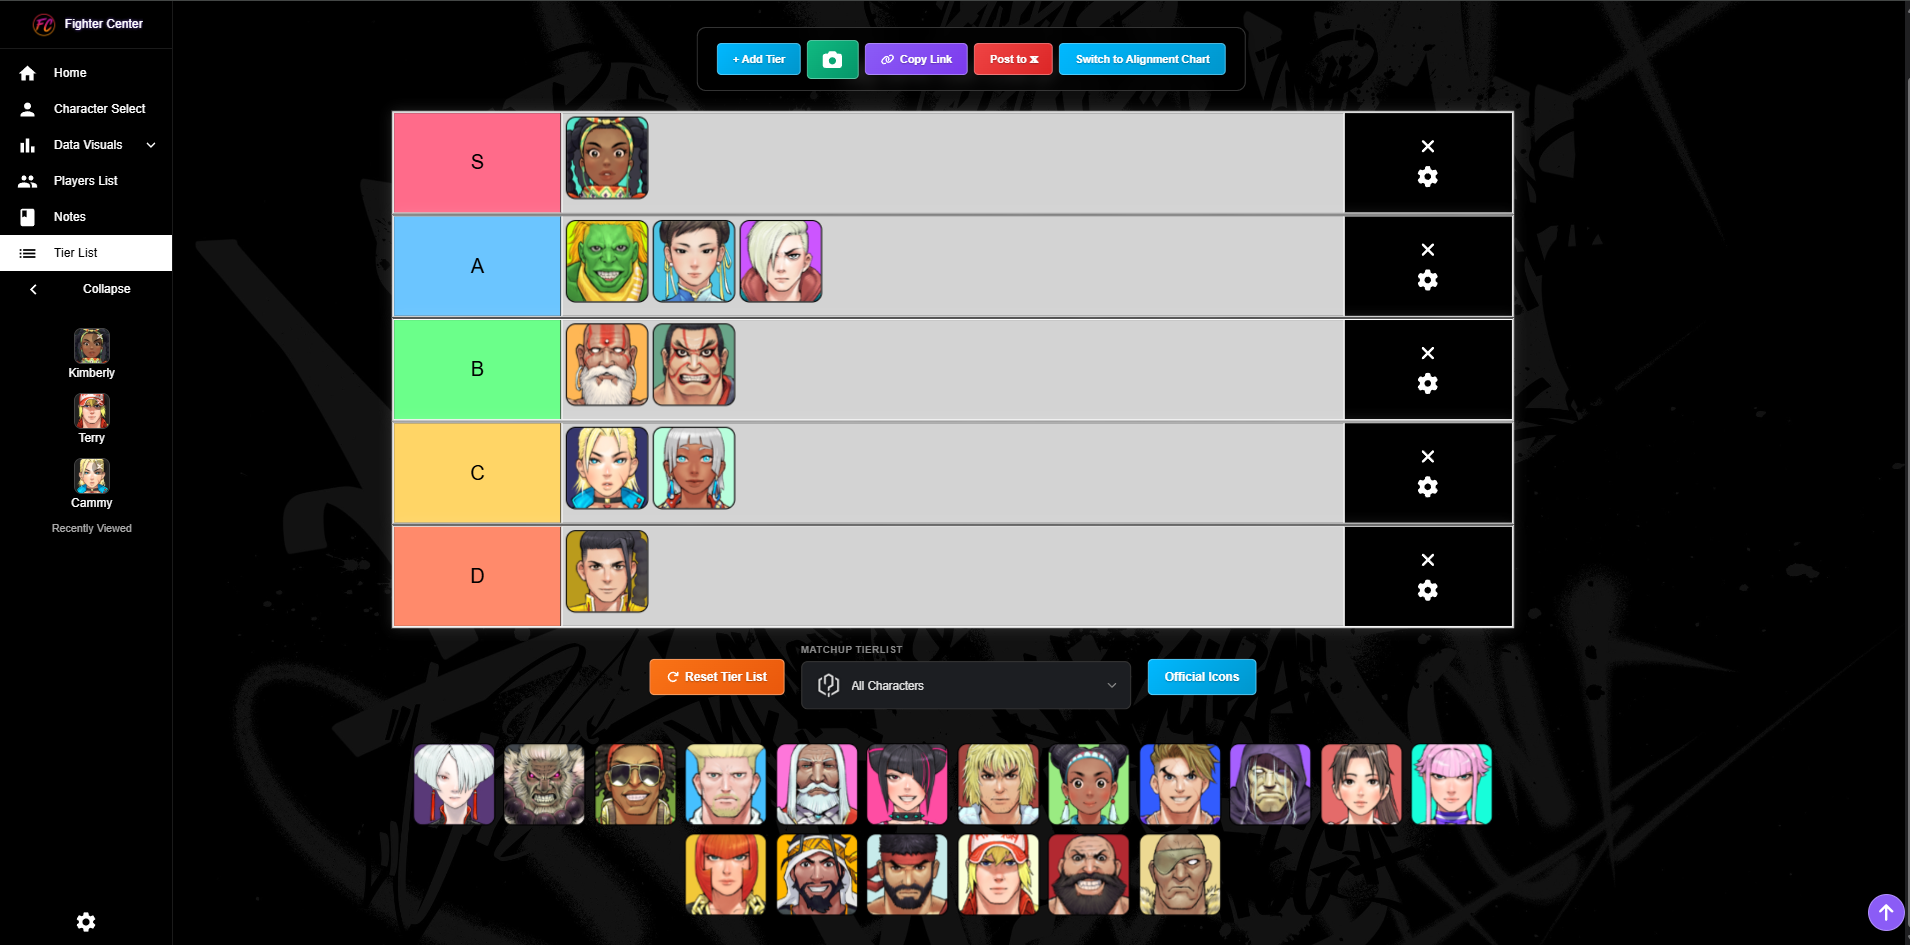 FC Fighter Center
Home
Character Select
Data Visuals
Players List
Notes
Tier List
Collapse
Kimberly
Terry
Cammy
Recently Viewed
+ Add Tier
Copy Link
Post to X
Switch to Alignment Chart
S
A
B
C
D
MATCHUP TIERLIST
Reset Tier List
All Characters
Official Icons